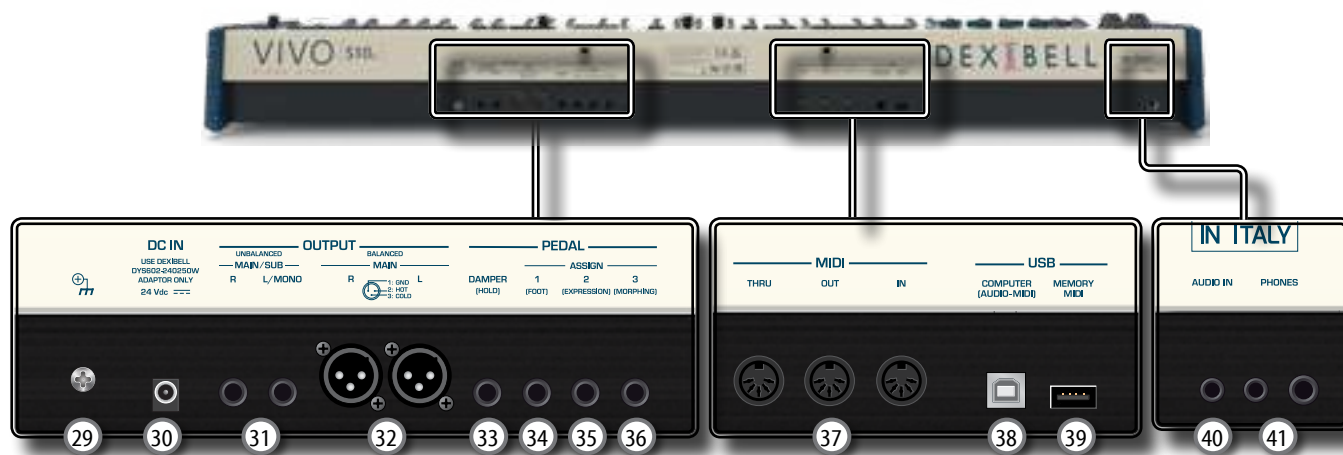 VIVO S10
DEXIBELL
DC IN
USE DEXIBELL
DYS602-240250W
ADAPTOR ONLY
24 Vdc
OUTPUT
UNBALANCED
MAIN/SUB
R L/MONO
BALANCED
MAIN
R L
1: GND
2: HOT
3: COLD
PEDAL
ASSIGN
DAMPER
(HOLD)
1
(FOOT)
2
(EXPRESSION)
3
(MORPHING)
MIDI
THRU OUT IN
USB
COMPUTER
(AUDIO-MIDI)
MEMORY
MIDI
IN ITALY
AUDIO IN PHONES
29 30 31 32 33 34 35 36 37 38 39 40 41